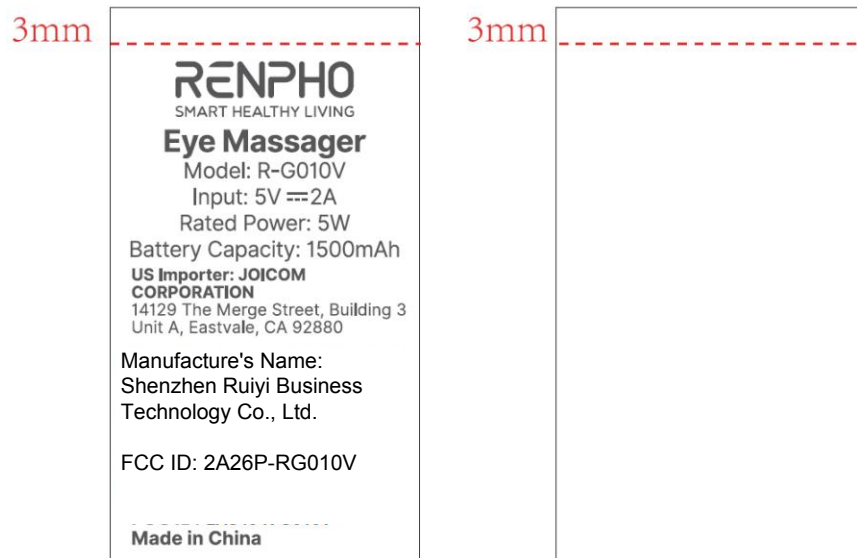 3mm
3mm
RENPHO
SMART HEALTHY LIVING
Eye Massager
Model: R-G010V
Input: 5V⎓2A
Rated Power: 5W
Battery Capacity: 1500mAh
US Importer: JOICOM
CORPORATION
14129 The Merge Street, Building 3
Unit A, Eastvale, CA 92880
Manufacture's Name:
Shenzhen Ruiyi Business
Technology Co., Ltd.
FCC ID: 2A26P-RG010V
Made in China